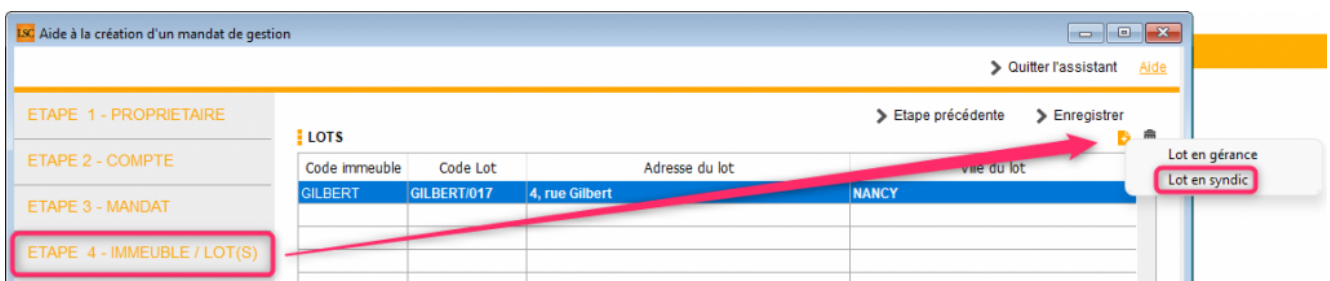 LSC Aide à la création d'un mandat de gestion
Quitter l'assistant Aide
ETAPE 1 - PROPRIETAIRE
Etape précédente Enregistrer
LOTS
ETAPE 2 - COMPTE
Code immeuble Code Lot Adresse du lot Ville du lot
Lot en gérance
Lot en syndic
GILBERT GILBERT/017 4, rue Gilbert NANCY
ETAPE 3 - MANDAT
ETAPE 4 - IMMEUBLE / LOT(S)